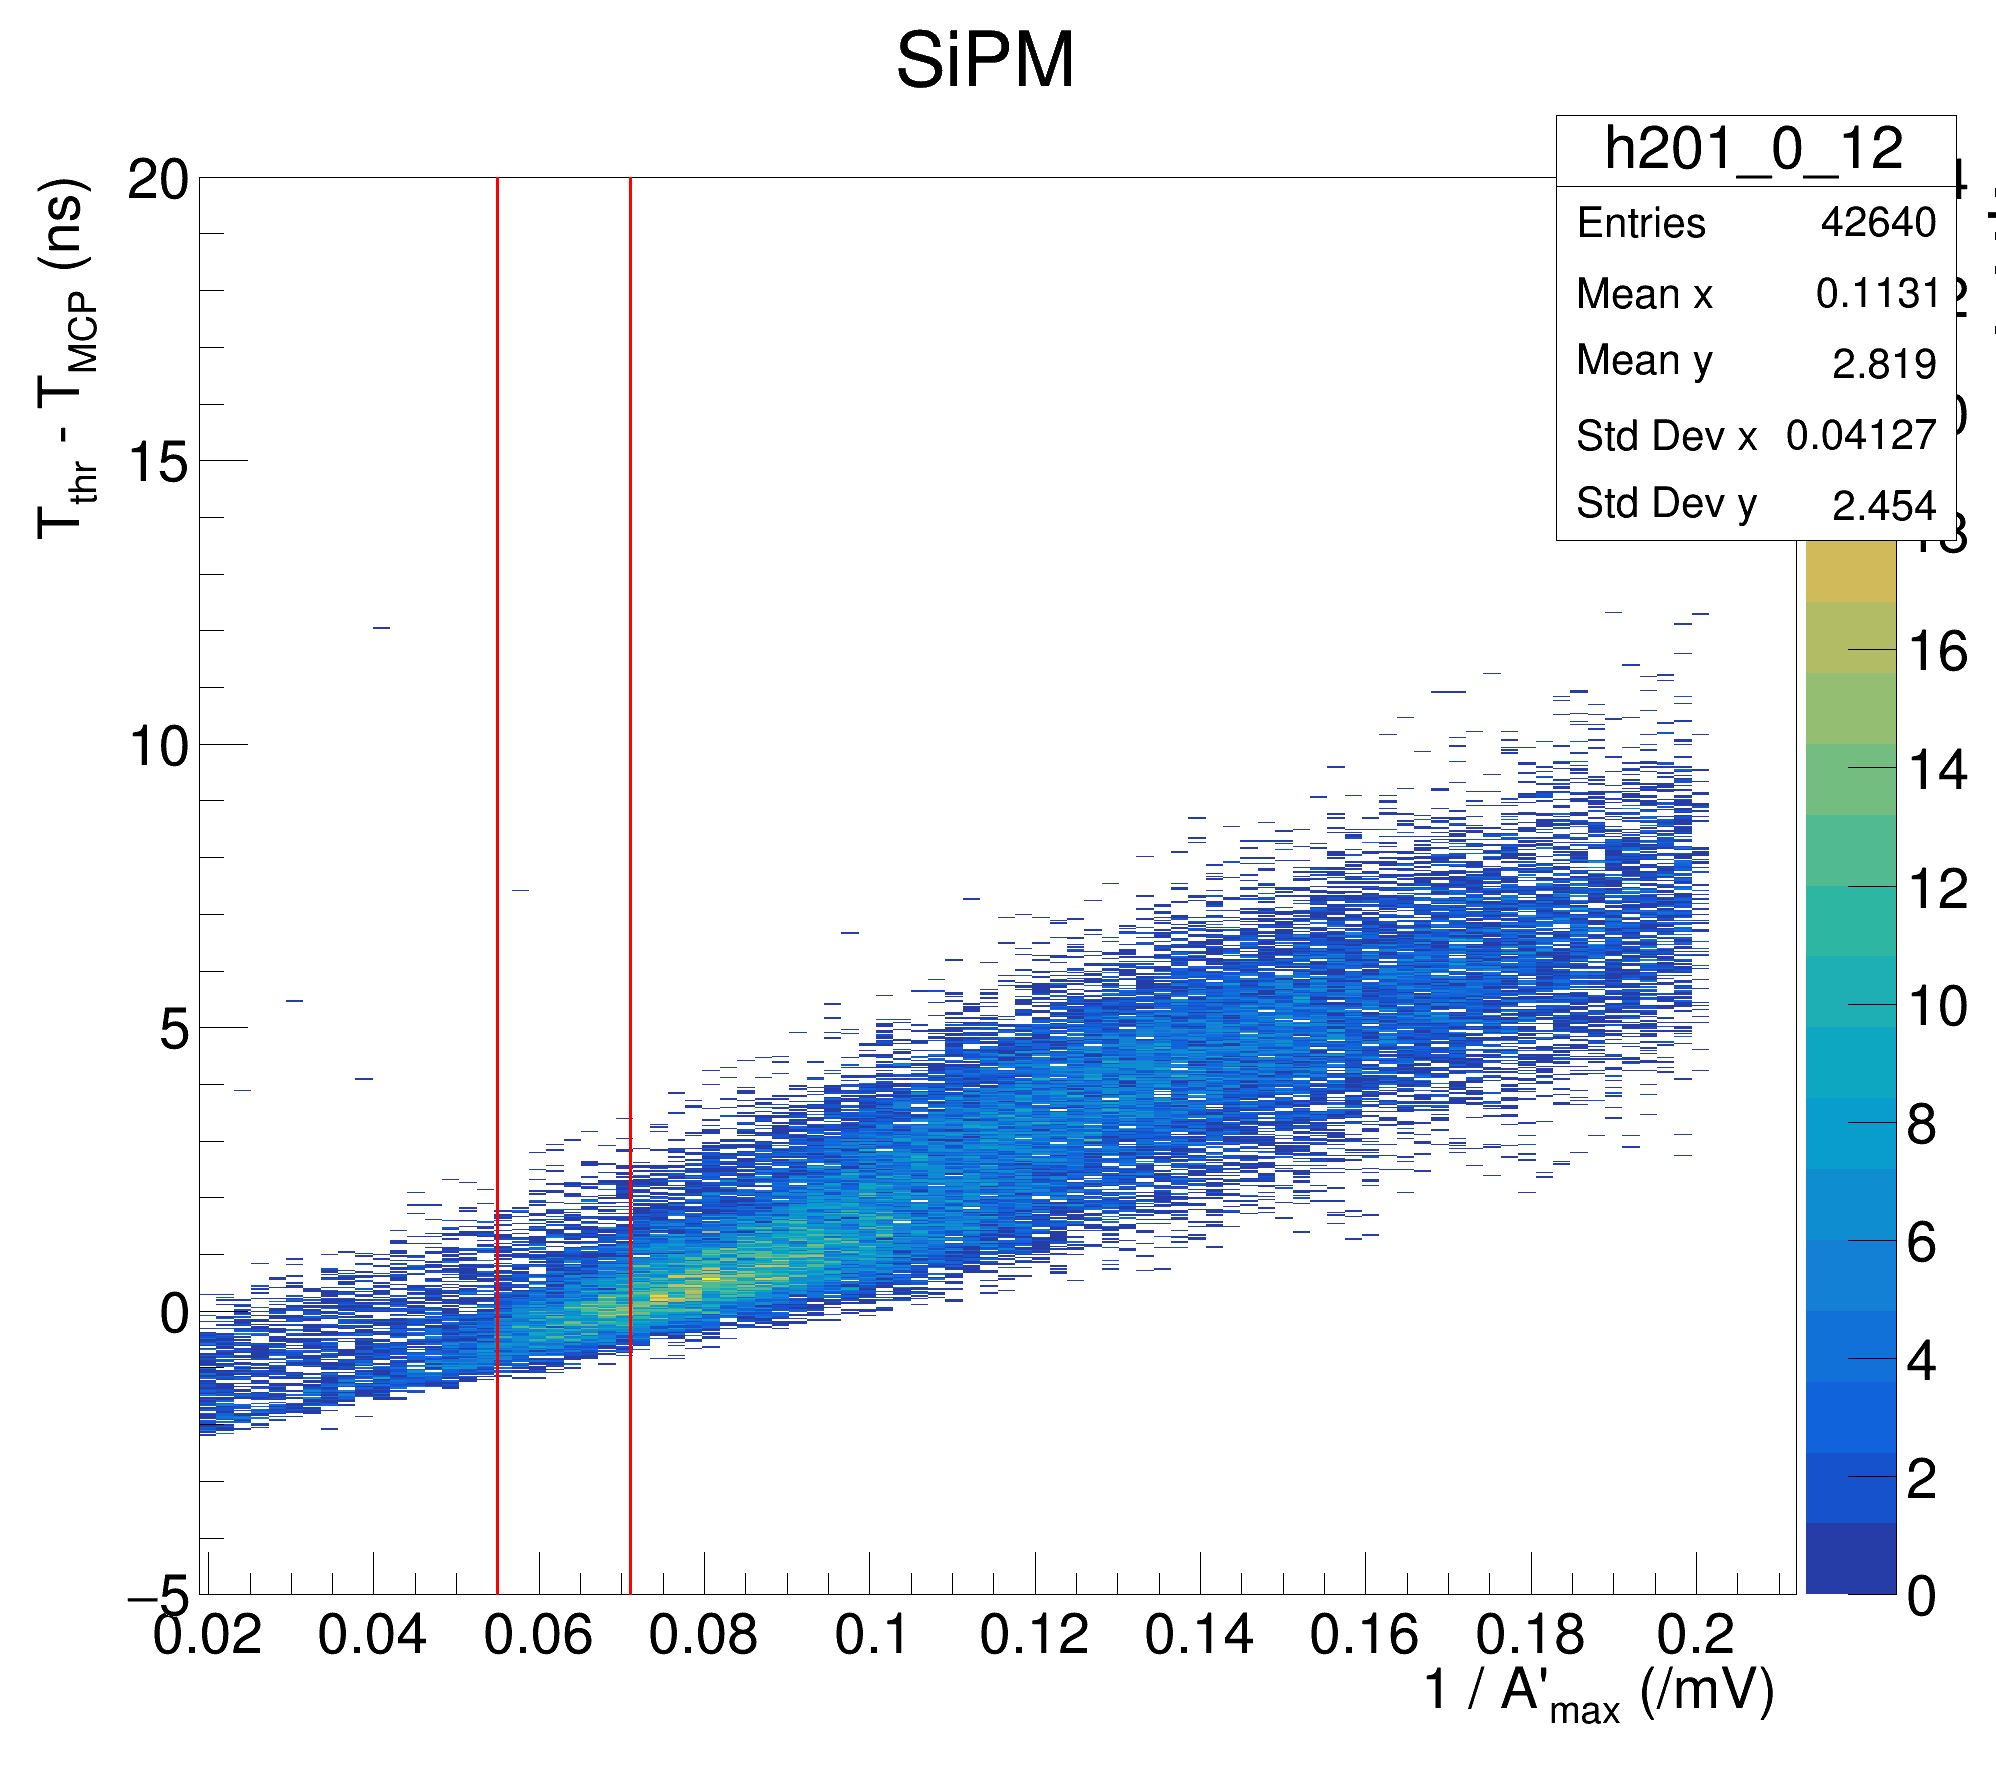 SiPM
h201_0_12
Entries 42640
Mean x 0.1131
Mean y 2.819
Std Dev x 0.04127
Std Dev y 2.454
T_thr - T_MCP (ns)
20
15
10
5
0
−5
0.02 0.04 0.06 0.08 0.1 0.12 0.14 0.16 0.18 0.2
1 / A'_max (/mV)
16
14
12
10
8
6
4
2
0